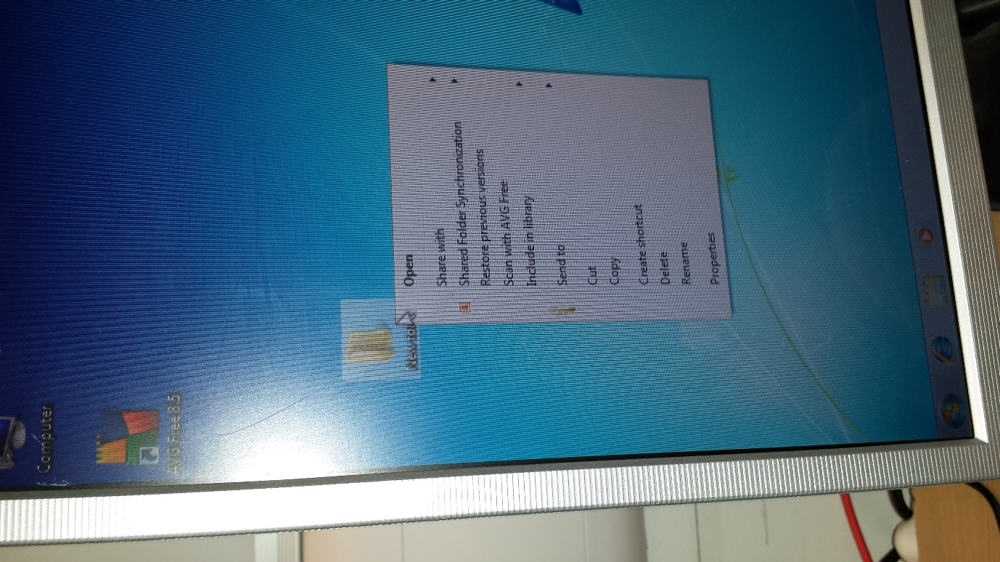 Computer
AVG Free 8.5
New fol
Open
Share with
Shared Folder Synchronization
Restore previous versions
Scan with AVG Free
Include in library
Send to
Cut
Copy
Create shortcut
Delete
Rename
Properties